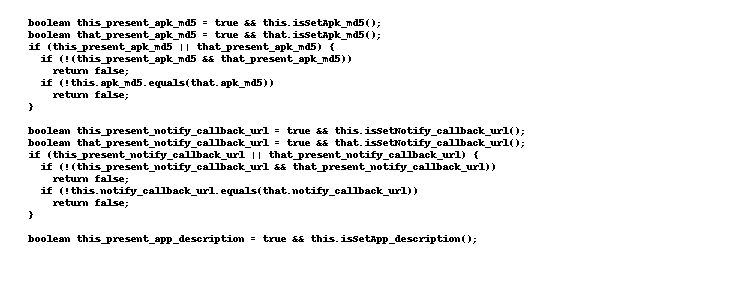 boolean this_present_apk_md5 = true && this.isSetApk_md5();
boolean that_present_apk_md5 = true && that.isSetApk_md5();
if (this_present_apk_md5 || that_present_apk_md5) {
  if (!(this_present_apk_md5 && that_present_apk_md5))
    return false;
  if (!this.apk_md5.equals(that.apk_md5))
    return false;
}

boolean this_present_notify_callback_url = true && this.isSetNotify_callback_url();
boolean that_present_notify_callback_url = true && that.isSetNotify_callback_url();
if (this_present_notify_callback_url || that_present_notify_callback_url) {
  if (!(this_present_notify_callback_url && that_present_notify_callback_url))
    return false;
  if (!this.notify_callback_url.equals(that.notify_callback_url))
    return false;
}

boolean this_present_app_description = true && this.isSetApp_description();